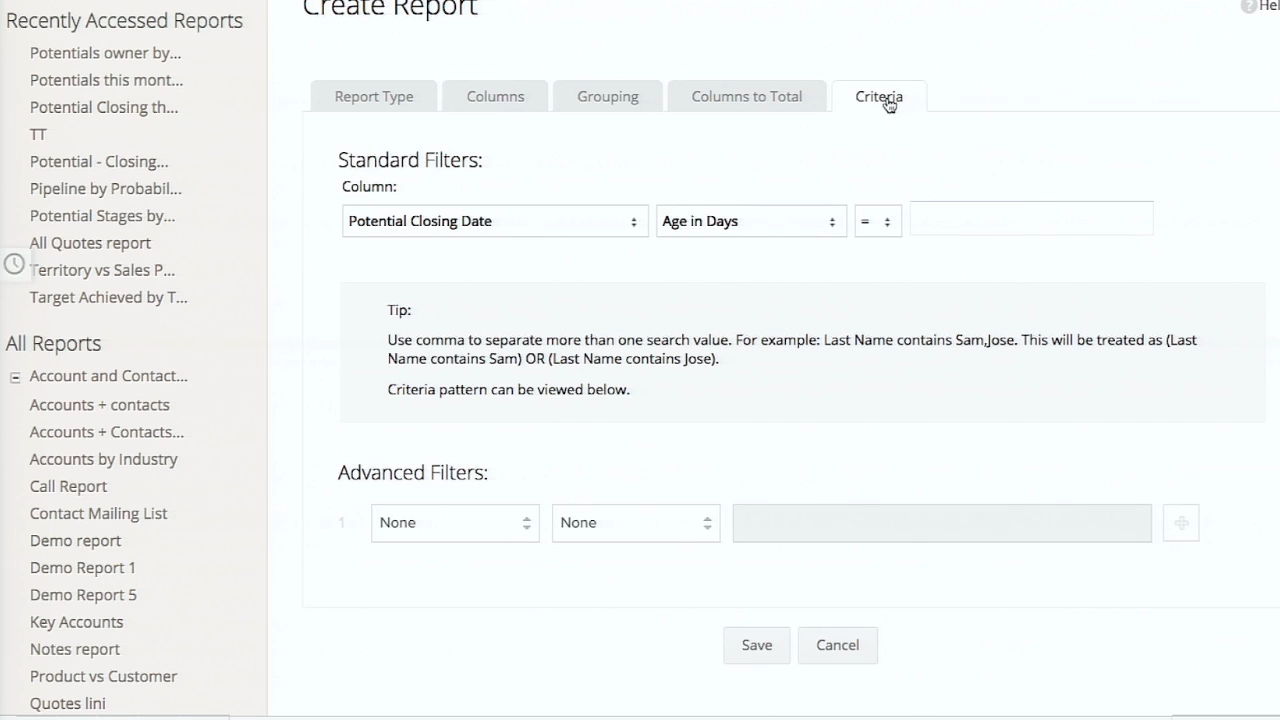 Create Report
Hel
Recently Accessed Reports
Potentials owner by...
Potentials this mont...
Potential Closing th...
TT
Potential - Closing...
Pipeline by Probabil...
Potential Stages by...
All Quotes report
Territory vs Sales P...
Target Achieved by T...
All Reports
Account and Contact...
Accounts + contacts
Accounts + Contacts...
Accounts by Industry
Call Report
Contact Mailing List
Demo report
Demo Report 1
Demo Report 5
Key Accounts
Notes report
Product vs Customer
Quotes lini
Report Type
Columns
Grouping
Columns to Total
Criteria
Standard Filters:
Column:
Potential Closing Date
Age in Days
=
Tip:
Use comma to separate more than one search value. For example: Last Name contains Sam,Jose. This will be treated as (Last
Name contains Sam) OR (Last Name contains Jose).
Criteria pattern can be viewed below.
Advanced Filters:
1
None
None
Save
Cancel